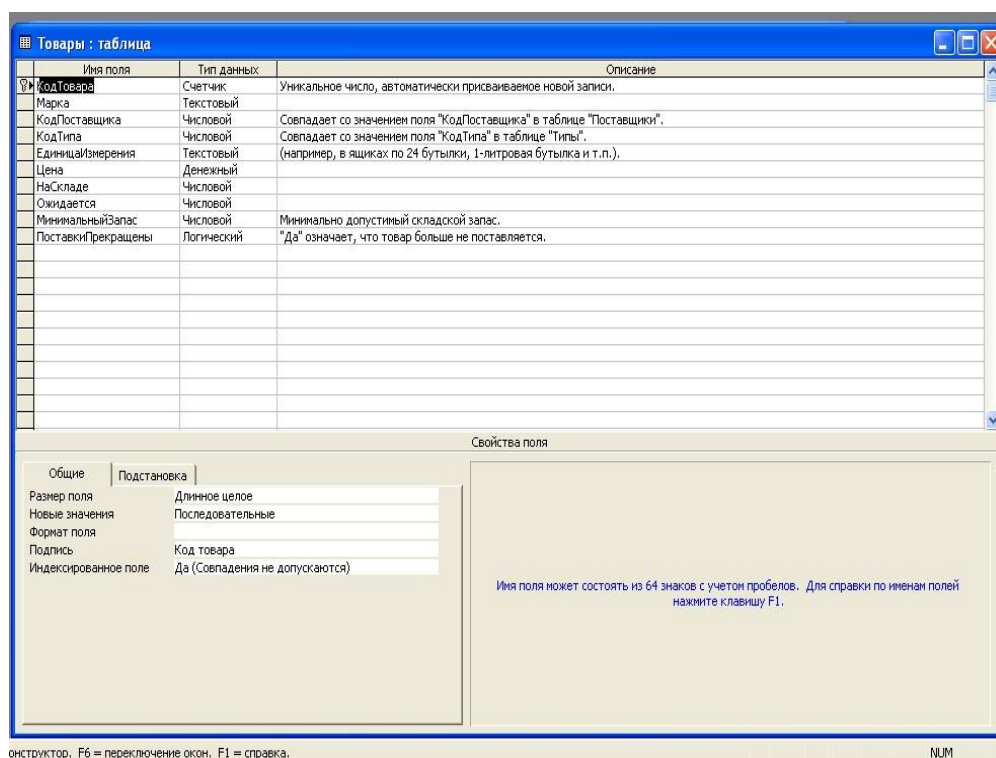 Товары : таблица
Имя поля Тип данных Описание
КодТовара Счетчик Уникальное число, автоматически присваиваемое новой записи.
Марка Текстовый
КодПоставщика Числовой Совпадает со значением поля "КодПоставщика" в таблице "Поставщики".
КодТипа Числовой Совпадает со значением поля "КодТипа" в таблице "Типы".
ЕдиницаИзмерения Текстовый (например, в ящиках по 24 бутылки, 1-литровая бутылка и т.п.).
Цена Денежный
НаСкладе Числовой
Ожидается Числовой
МинимальныйЗапас Числовой Минимально допустимый складской запас.
ПоставкиПрекращены Логический "Да" означает, что товар больше не поставляется.
Свойства поля
Общие Подстановка
Размер поля Длинное целое
Новые значения Последовательные
Формат поля
Подпись Код товара
Индексированное поле Да (Совпадения не допускаются)
Имя поля может состоять из 64 знаков с учетом пробелов. Для справки по именам полей
нажмите клавишу F1.
онструктор. F6 = переключение окон. F1 = справка. NUM